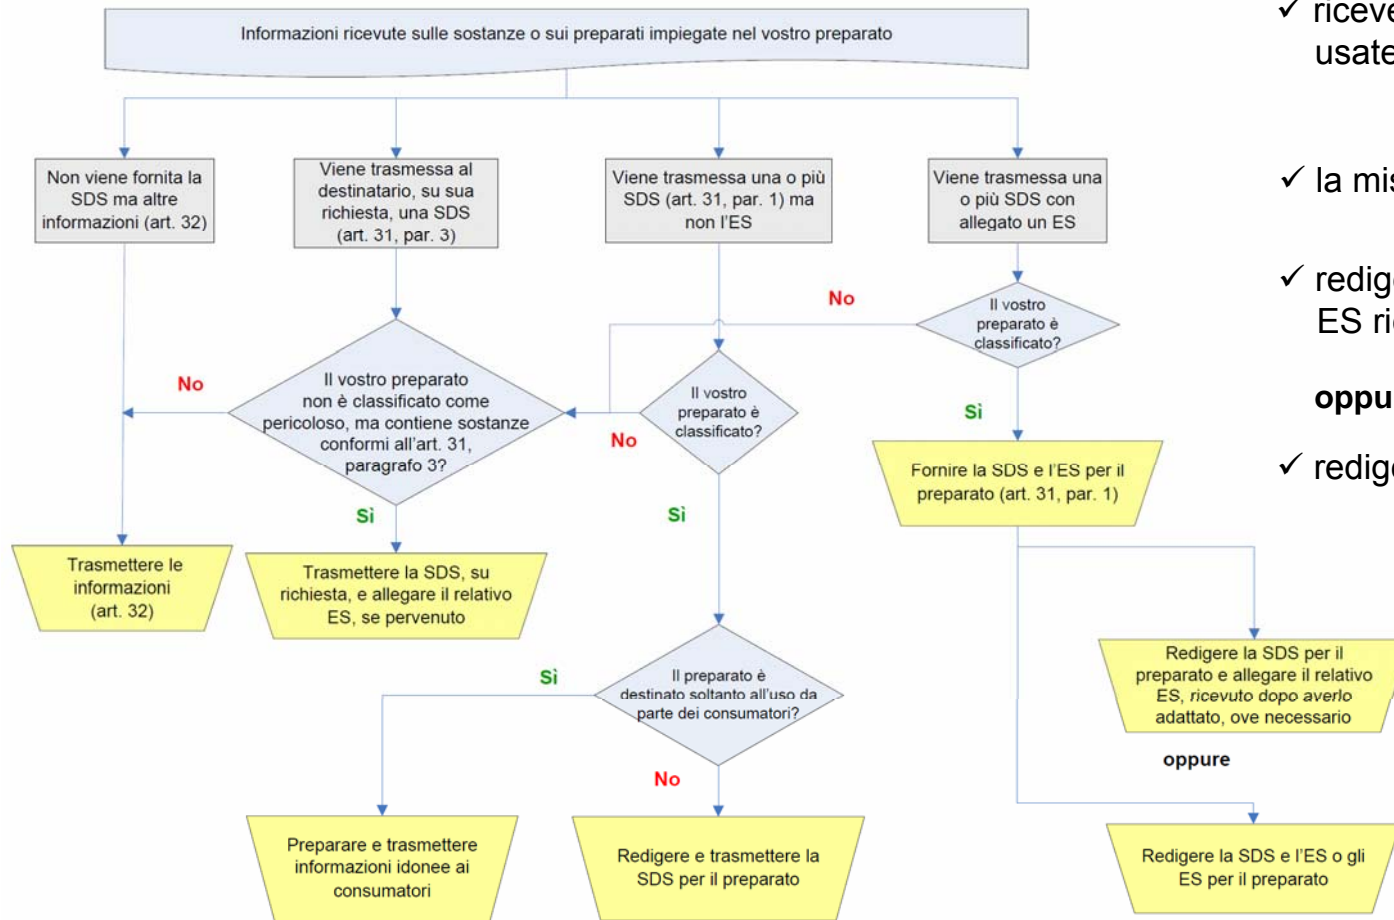 Informazioni ricevute sulle sostanze o sui preparati impiegate nel vostro preparato
Non viene fornita la
SDS ma altre
informazioni (art. 32)
Viene trasmessa al
destinatario, su sua
richiesta, una SDS
(art. 31, par. 3)
Viene trasmessa una o più
SDS (art. 31, par. 1) ma
non l'ES
Viene trasmessa una
o più SDS con
allegato un ES
No
Il vostro
preparato è
classificato?
No
Il vostro preparato
non è classificato come
pericoloso, ma contiene sostanze
conformi all'art. 31,
paragrafo 3?
No
Il vostro
preparato è
classificato?
Sì
Sì
Sì
Fornire la SDS e l'ES per il
preparato (art. 31, par. 1)
Trasmettere le
informazioni
(art. 32)
Trasmettere la SDS, su
richiesta, e allegare il relativo
ES, se pervenuto
Sì
Il preparato è
destinato soltanto all'uso da
parte dei consumatori?
No
Redigere la SDS per il
preparato e allegare il relativo
ES, ricevuto dopo averlo
adattato, ove necessario
oppure
Preparare e trasmettere
informazioni idonee ai
consumatori
Redigere e trasmettere la
SDS per il preparato
Redigere la SDS e l'ES o gli
ES per il preparato
✓ riceve
usate
✓ la mis
✓ redige
ES ri
oppu
✓ redige